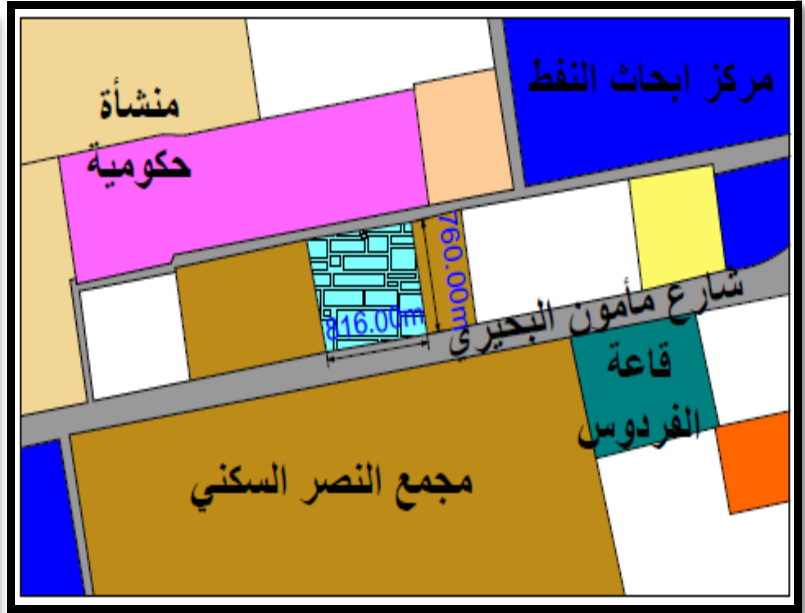 مركز ابحاث النفط
منشأة
حكومية
760.00m
816.00m
شارع مأمون البحيري
قاعة
الفردوس
مجمع النصر السكني